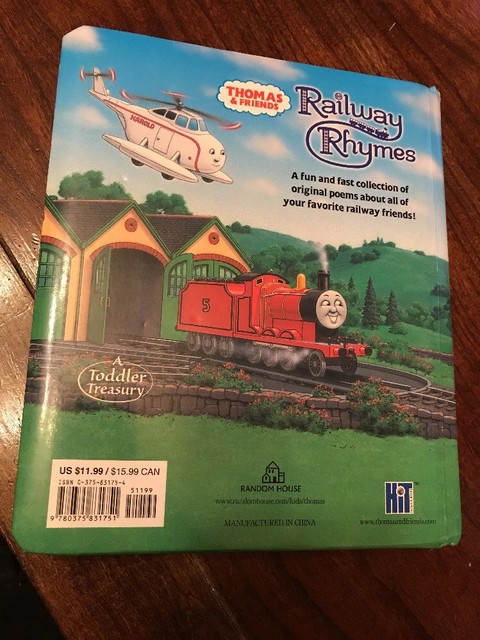 HAROLD
THOMAS
& FRIENDS
Railway
Rhymes
A fun and fast collection of
original poems about all of
your favorite railway friends!
5
A
Toddler
Treasury
US $11.99 / $15.99 CAN
ISBN 0-375-83175-4
51199
9 780375 831751
RANDOM HOUSE
www.randomhouse.com/kids/thomas
MANUFACTURED IN CHINA
HiT
www.thomasandfriends.com